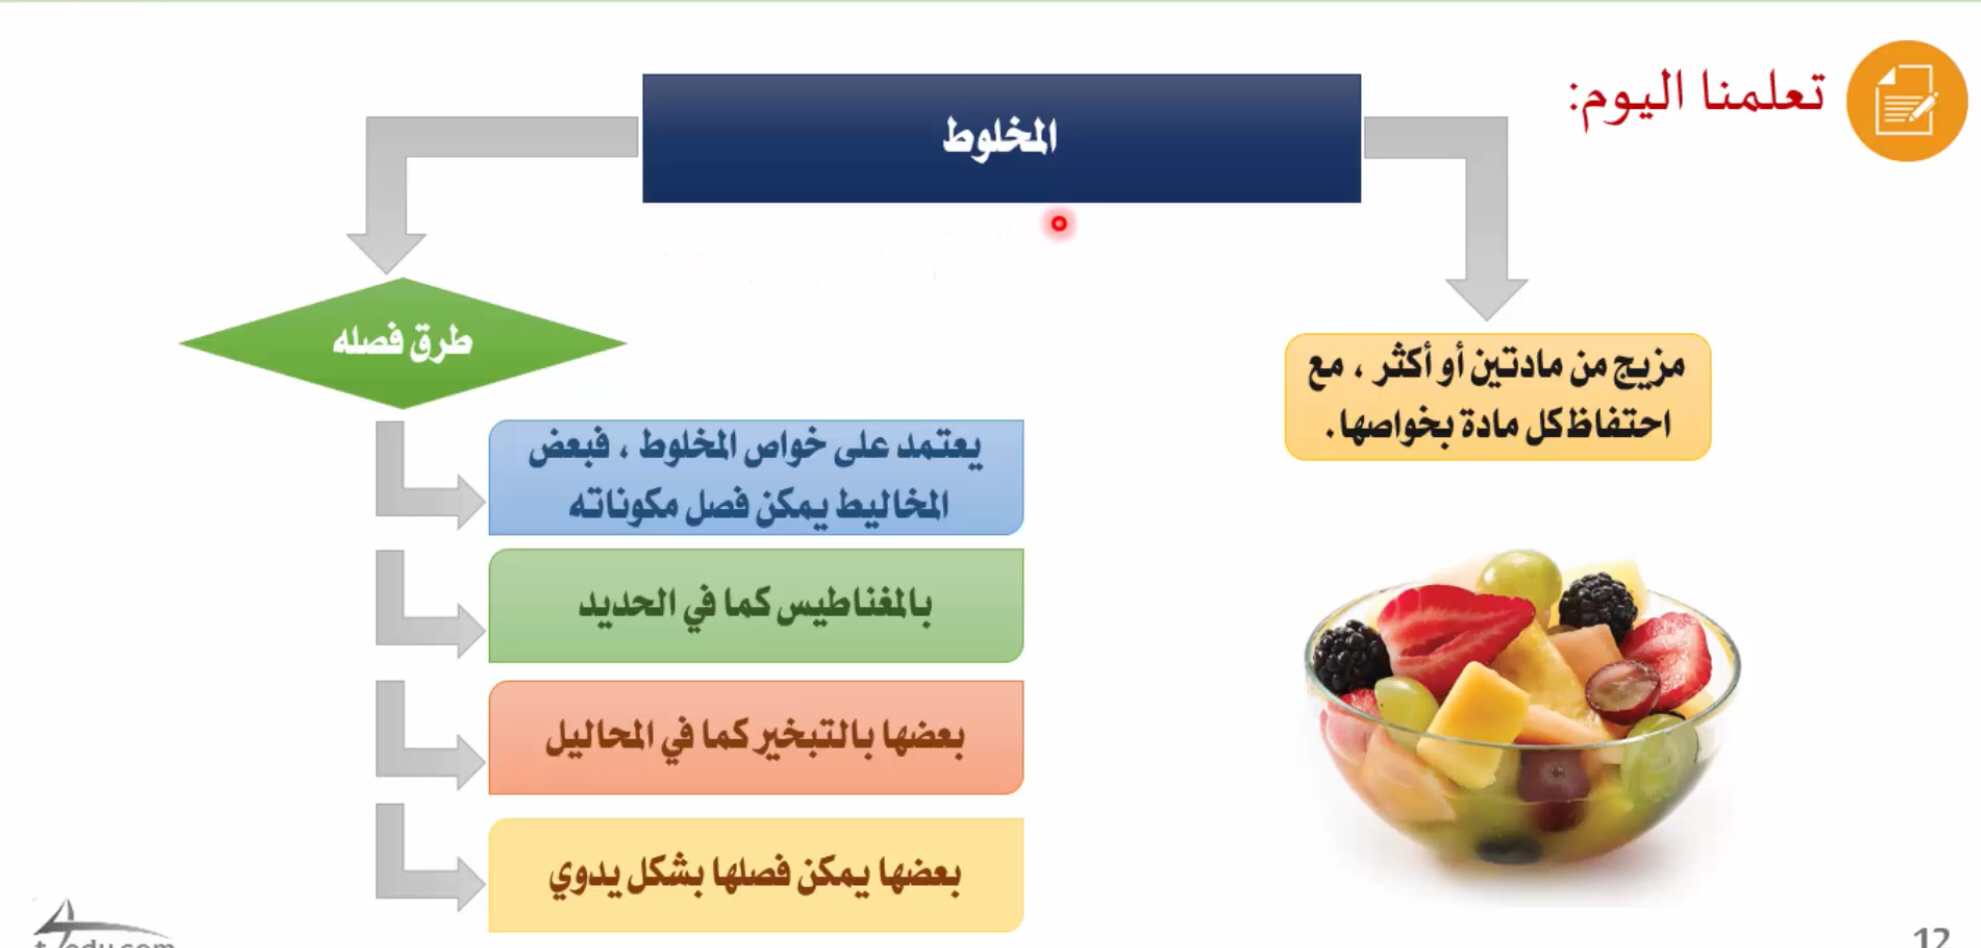 تعلمنا اليوم:
المخلوط
مزيج من مادتين أو أكثر ، مع
احتفاظ كل مادة بخواصها .
طرق فصله
يعتمد على خواص المخلوط ، فبعض
المخاليط يمكن فصل مكوناته
بالمغناطيس كما في الحديد
بعضها بالتبخير كما في المحاليل
بعضها يمكن فصلها بشكل يدوي
12